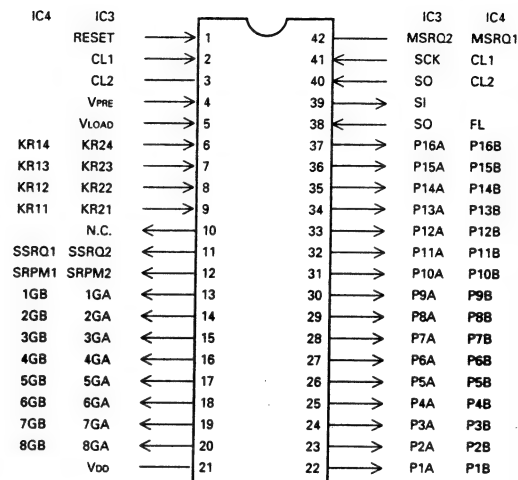 IC4 IC3 IC3 IC4
RESET 1 42 MSRQ2 MSRQ1
CL1 2 41 SCK CL1
CL2 3 40 SO CL2
VPRE 4 39 SI
VLOAD 5 38 SO FL
KR14 KR24 6 37 P16A P16B
KR13 KR23 7 36 P15A P15B
KR12 KR22 8 35 P14A P14B
KR11 KR21 9 34 P13A P13B
N.C. 10 33 P12A P12B
SSRQ1 SSRQ2 11 32 P11A P11B
SRPM1 SRPM2 12 31 P10A P10B
1GB 1GA 13 30 P9A P9B
2GB 2GA 14 29 P8A P8B
3GB 3GA 15 28 P7A P7B
4GB 4GA 16 27 P6A P6B
5GB 5GA 17 26 P5A P5B
6GB 6GA 18 25 P4A P4B
7GB 7GA 19 24 P3A P3B
8GB 8GA 20 23 P2A P2B
VDD 21 22 P1A P1B